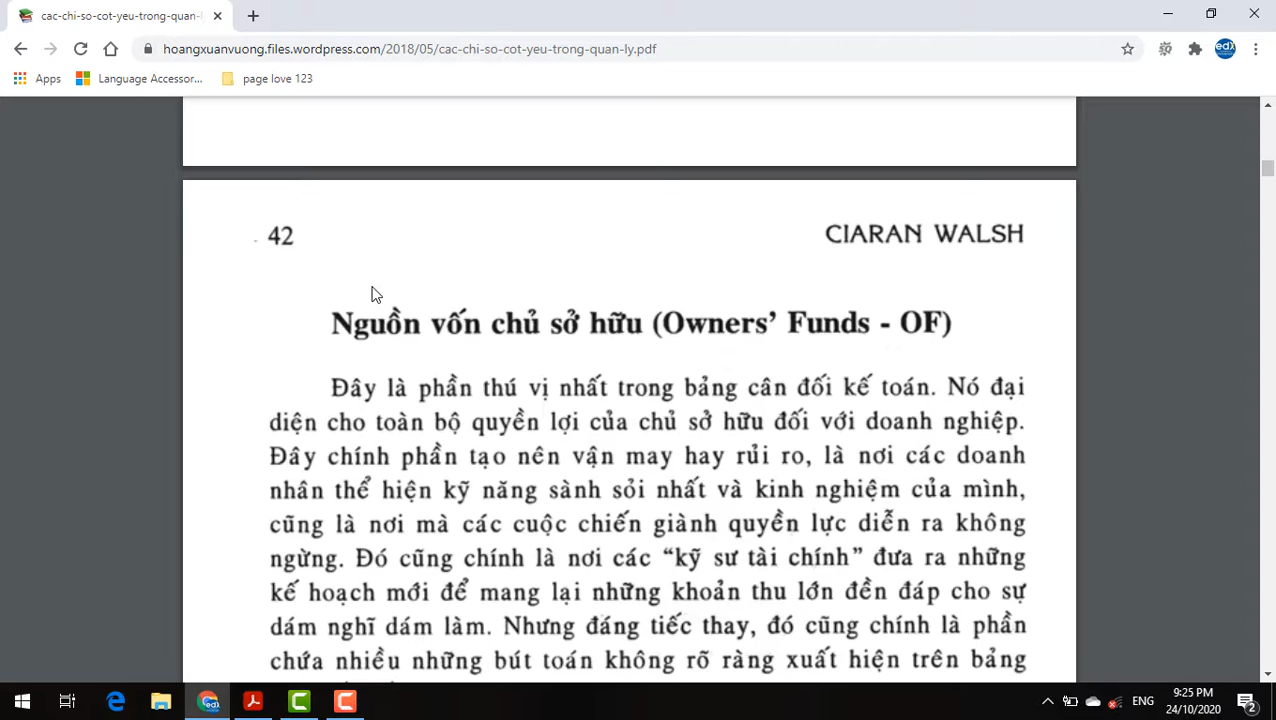 cac-chi-so-cot-yeu-trong-quan-l
hoangxuanvuong.files.wordpress.com/2018/05/cac-chi-so-cot-yeu-trong-quan-ly.pdf
edX
Apps
Language Accessor...
page love 123
42
CIARAN WALSH
Nguồn vốn chủ sở hữu (Owners' Funds - OF)
Đây là phần thú vị nhất trong bảng cân đối kế toán. Nó đại
diện cho toàn bộ quyền lợi của chủ sở hữu đối với doanh nghiệp.
Đây chính phần tạo nên vận may hay rủi ro, là nơi các doanh
nhân thể hiện kỹ năng sành sỏi nhất và kinh nghiệm của mình,
cũng là nơi mà các cuộc chiến giành quyền lực diễn ra không
ngừng. Đó cũng chính là nơi các “kỹ sư tài chính” đưa ra những
kế hoạch mới để mang lại những khoản thu lớn đền đáp cho sự
dám nghĩ dám làm. Nhưng đáng tiếc thay, đó cũng chính là phần
chứa nhiều những bút toán không rõ ràng xuất hiện trên bảng
edX
ENG
9:25 PM
24/10/2020
2